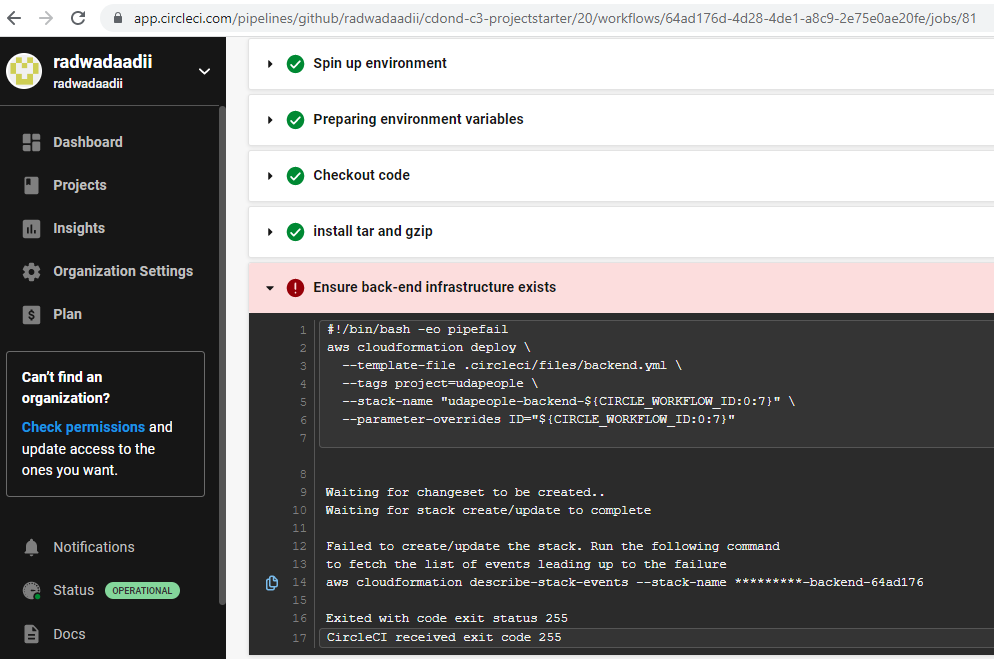 app.circleci.com/pipelines/github/radwadaadii/cdond-c3-projectstarter/20/workflows/64ad176d-4d28-4de1-a8c9-2e75e0ae20fe/jobs/81
radwadaadii
radwadaadii
Dashboard
Projects
Insights
Organization Settings
Plan
Can't find an
organization?
Check permissions and
update access to the
ones you want.
Notifications
Status OPERATIONAL
Docs
Spin up environment
Preparing environment variables
Checkout code
install tar and gzip
Ensure back-end infrastructure exists
1 #!/bin/bash -eo pipefail
2 aws cloudformation deploy \
3 --template-file .circleci/files/backend.yml \
4 --tags project=udapeople \
5 --stack-name "udapeople-backend-${CIRCLE_WORKFLOW_ID:0:7}" \
6 --parameter-overrides ID="${CIRCLE_WORKFLOW_ID:0:7}"
7
8
9 Waiting for changeset to be created..
10 Waiting for stack create/update to complete
11
12 Failed to create/update the stack. Run the following command
13 to fetch the list of events leading up to the failure
14 aws cloudformation describe-stack-events --stack-name *********-backend-64ad176
15
16 Exited with code exit status 255
17 CircleCI received exit code 255